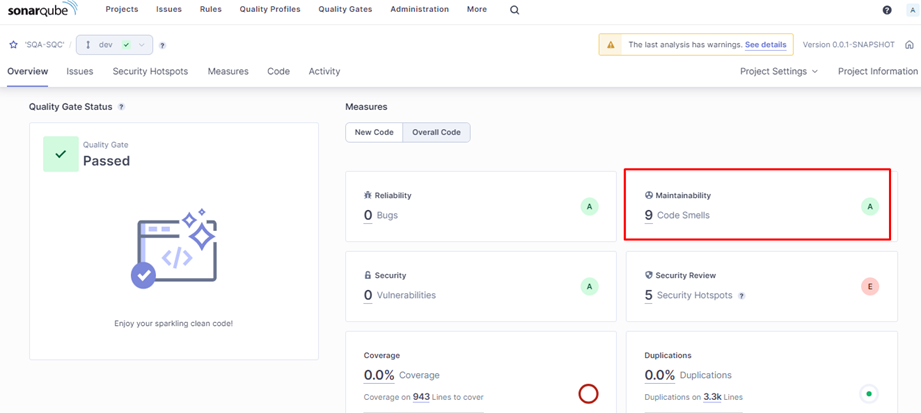 sonarqube Projects Issues Rules Quality Profiles Quality Gates Administration More ? A
'SQA-SQC' / dev ? The last analysis has warnings. See details Version 0.0.1-SNAPSHOT
Overview Issues Security Hotspots Measures Code Activity Project Settings Project Information
Quality Gate Status ?
Measures
New Code Overall Code
Quality Gate
Passed
Enjoy your sparkling clean code!
Reliability
0 Bugs
A
Maintainability
9 Code Smells
A
Security
0 Vulnerabilities
A
Security Review
5 Security Hotspots ?
E
Coverage
0.0% Coverage
Coverage on 943 Lines to cover
Duplications
0.0% Duplications
Duplications on 3.3k Lines